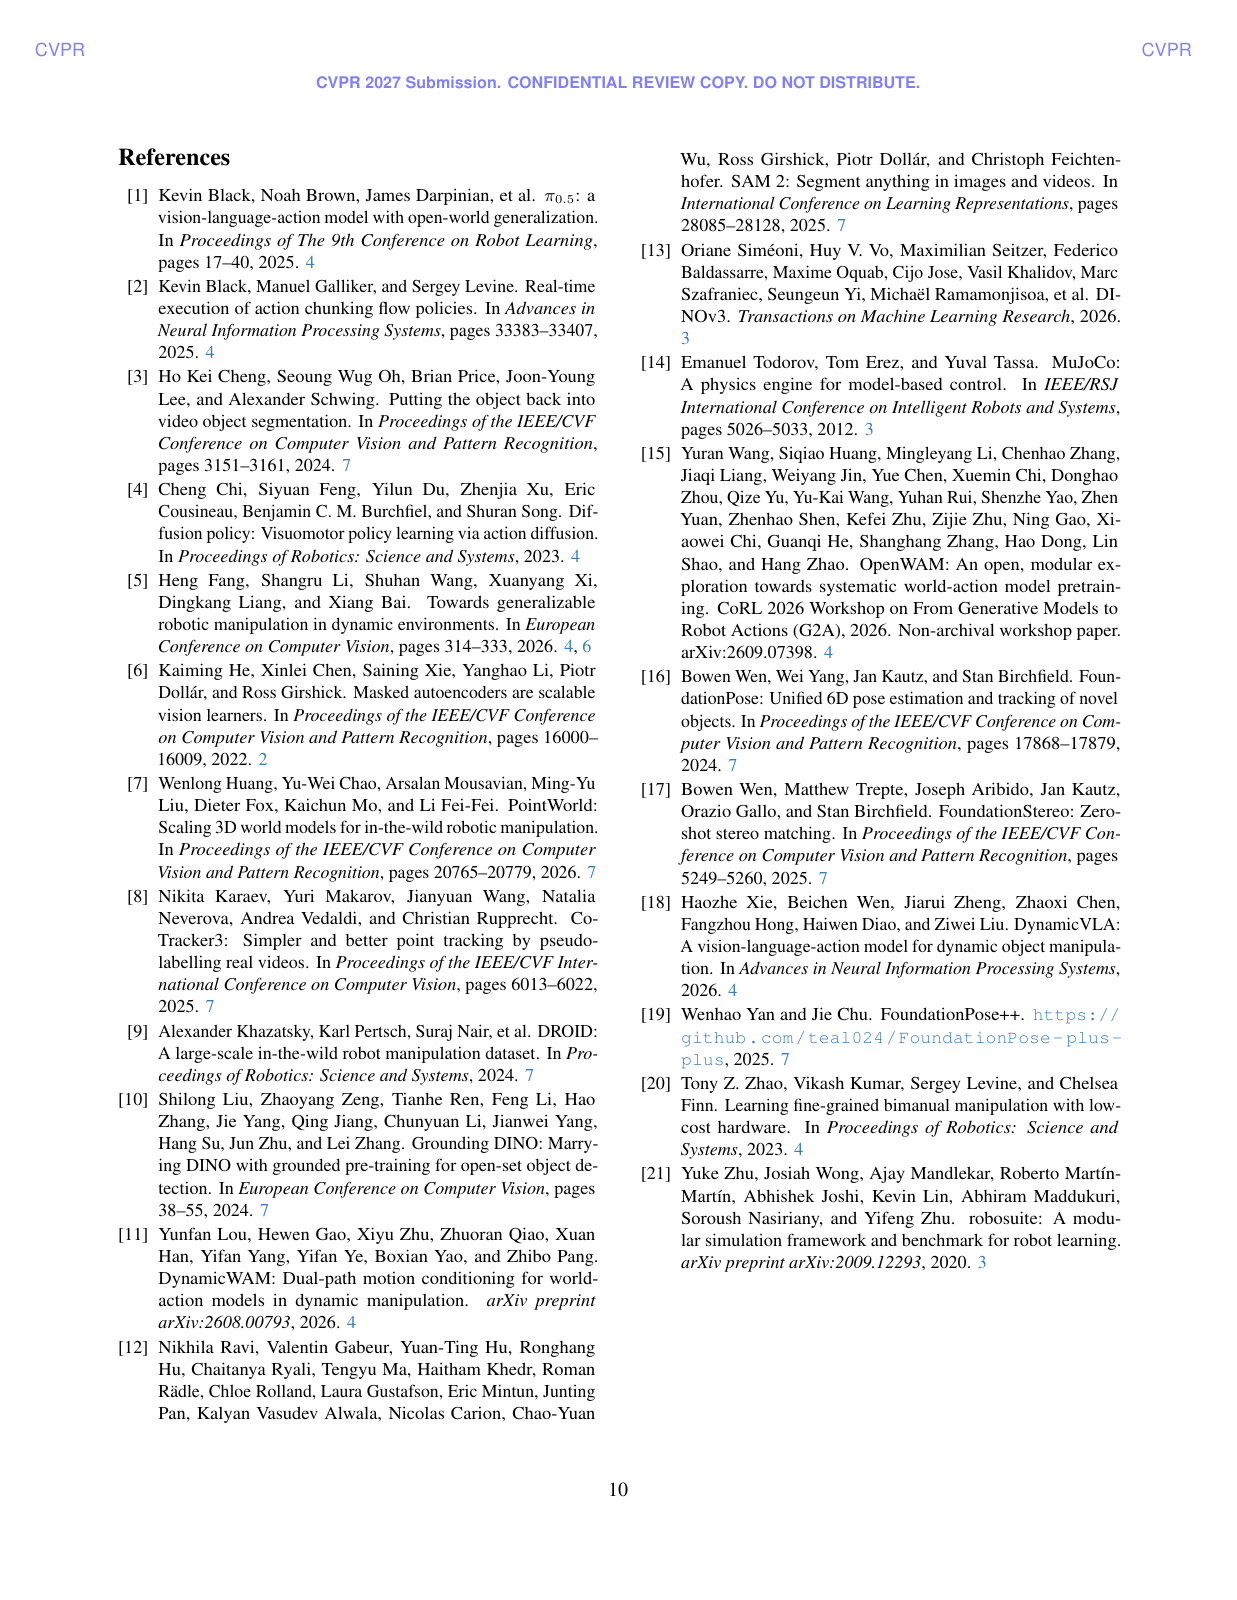 CVPR
CVPR
CVPR 2027 Submission. CONFIDENTIAL REVIEW COPY. DO NOT DISTRIBUTE.
References
[1] Kevin Black, Noah Brown, James Darpinian, et al. π0.5: a
vision-language-action model with open-world generalization.
In Proceedings of The 9th Conference on Robot Learning,
pages 17–40, 2025. 4
[2] Kevin Black, Manuel Galliker, and Sergey Levine. Real-time
execution of action chunking flow policies. In Advances in
Neural Information Processing Systems, pages 33383–33407,
2025. 4
[3] Ho Kei Cheng, Seoung Wug Oh, Brian Price, Joon-Young
Lee, and Alexander Schwing. Putting the object back into
video object segmentation. In Proceedings of the IEEE/CVF
Conference on Computer Vision and Pattern Recognition,
pages 3151–3161, 2024. 7
[4] Cheng Chi, Siyuan Feng, Yilun Du, Zhenjia Xu, Eric
Cousineau, Benjamin C. M. Burchfiel, and Shuran Song. Dif-
fusion policy: Visuomotor policy learning via action diffusion.
In Proceedings of Robotics: Science and Systems, 2023. 4
[5] Heng Fang, Shangru Li, Shuhan Wang, Xuanyang Xi,
Dingkang Liang, and Xiang Bai. Towards generalizable
robotic manipulation in dynamic environments. In European
Conference on Computer Vision, pages 314–333, 2026. 4, 6
[6] Kaiming He, Xinlei Chen, Saining Xie, Yanghao Li, Piotr
Dollár, and Ross Girshick. Masked autoencoders are scalable
vision learners. In Proceedings of the IEEE/CVF Conference
on Computer Vision and Pattern Recognition, pages 16000–
16009, 2022. 2
[7] Wenlong Huang, Yu-Wei Chao, Arsalan Mousavian, Ming-Yu
Liu, Dieter Fox, Kaichun Mo, and Li Fei-Fei. PointWorld:
Scaling 3D world models for in-the-wild robotic manipulation.
In Proceedings of the IEEE/CVF Conference on Computer
Vision and Pattern Recognition, pages 20765–20779, 2026. 7
[8] Nikita Karaev, Yuri Makarov, Jianyuan Wang, Natalia
Neverova, Andrea Vedaldi, and Christian Rupprecht. Co-
Tracker3: Simpler and better point tracking by pseudo-
labelling real videos. In Proceedings of the IEEE/CVF Inter-
national Conference on Computer Vision, pages 6013–6022,
2025. 7
[9] Alexander Khazatsky, Karl Pertsch, Suraj Nair, et al. DROID:
A large-scale in-the-wild robot manipulation dataset. In Pro-
ceedings of Robotics: Science and Systems, 2024. 7
[10] Shilong Liu, Zhaoyang Zeng, Tianhe Ren, Feng Li, Hao
Zhang, Jie Yang, Qing Jiang, Chunyuan Li, Jianwei Yang,
Hang Su, Jun Zhu, and Lei Zhang. Grounding DINO: Marry-
ing DINO with grounded pre-training for open-set object de-
tection. In European Conference on Computer Vision, pages
38–55, 2024. 7
[11] Yunfan Lou, Hewen Gao, Xiyu Zhu, Zhuoran Qiao, Xuan
Han, Yifan Yang, Yifan Ye, Boxian Yao, and Zhibo Pang.
DynamicWAM: Dual-path motion conditioning for world-
action models in dynamic manipulation. arXiv preprint
arXiv:2608.00793, 2026. 4
[12] Nikhila Ravi, Valentin Gabeur, Yuan-Ting Hu, Ronghang
Hu, Chaitanya Ryali, Tengyu Ma, Haitham Khedr, Roman
Rädle, Chloe Rolland, Laura Gustafson, Eric Mintun, Junting
Pan, Kalyan Vasudev Alwala, Nicolas Carion, Chao-Yuan
Wu, Ross Girshick, Piotr Dollár, and Christoph Feichten-
hofer. SAM 2: Segment anything in images and videos. In
International Conference on Learning Representations, pages
28085–28128, 2025. 7
[13] Oriane Siméoni, Huy V. Vo, Maximilian Seitzer, Federico
Baldassarre, Maxime Oquab, Cijo Jose, Vasil Khalidov, Marc
Szafraniec, Seungeun Yi, Michaël Ramamonjisoa, et al. DI-
NOv3. Transactions on Machine Learning Research, 2026.
3
[14] Emanuel Todorov, Tom Erez, and Yuval Tassa. MuJoCo:
A physics engine for model-based control. In IEEE/RSJ
International Conference on Intelligent Robots and Systems,
pages 5026–5033, 2012. 3
[15] Yuran Wang, Siqiao Huang, Mingleyang Li, Chenhao Zhang,
Jiaqi Liang, Weiyang Jin, Yue Chen, Xuemin Chi, Donghao
Zhou, Qize Yu, Yu-Kai Wang, Yuhan Rui, Shenzhe Yao, Zhen
Yuan, Zhenhao Shen, Kefei Zhu, Zijie Zhu, Ning Gao, Xi-
aowei Chi, Guanqi He, Shanghang Zhang, Hao Dong, Lin
Shao, and Hang Zhao. OpenWAM: An open, modular ex-
ploration towards systematic world-action model pretrain-
ing. CoRL 2026 Workshop on From Generative Models to
Robot Actions (G2A), 2026. Non-archival workshop paper.
arXiv:2609.07398. 4
[16] Bowen Wen, Wei Yang, Jan Kautz, and Stan Birchfield. Foun-
dationPose: Unified 6D pose estimation and tracking of novel
objects. In Proceedings of the IEEE/CVF Conference on Com-
puter Vision and Pattern Recognition, pages 17868–17879,
2024. 7
[17] Bowen Wen, Matthew Trepte, Joseph Aribido, Jan Kautz,
Orazio Gallo, and Stan Birchfield. FoundationStereo: Zero-
shot stereo matching. In Proceedings of the IEEE/CVF Con-
ference on Computer Vision and Pattern Recognition, pages
5249–5260, 2025. 7
[18] Haozhe Xie, Beichen Wen, Jiarui Zheng, Zhaoxi Chen,
Fangzhou Hong, Haiwen Diao, and Ziwei Liu. DynamicVLA:
A vision-language-action model for dynamic object manipula-
tion. In Advances in Neural Information Processing Systems,
2026. 4
[19] Wenhao Yan and Jie Chu. FoundationPose++. https://
github.com/teal024/FoundationPose-plus-
plus, 2025. 7
[20] Tony Z. Zhao, Vikash Kumar, Sergey Levine, and Chelsea
Finn. Learning fine-grained bimanual manipulation with low-
cost hardware. In Proceedings of Robotics: Science and
Systems, 2023. 4
[21] Yuke Zhu, Josiah Wong, Ajay Mandlekar, Roberto Martín-
Martín, Abhishek Joshi, Kevin Lin, Abhiram Maddukuri,
Soroush Nasiriany, and Yifeng Zhu. robosuite: A modu-
lar simulation framework and benchmark for robot learning.
arXiv preprint arXiv:2009.12293, 2020. 3
10